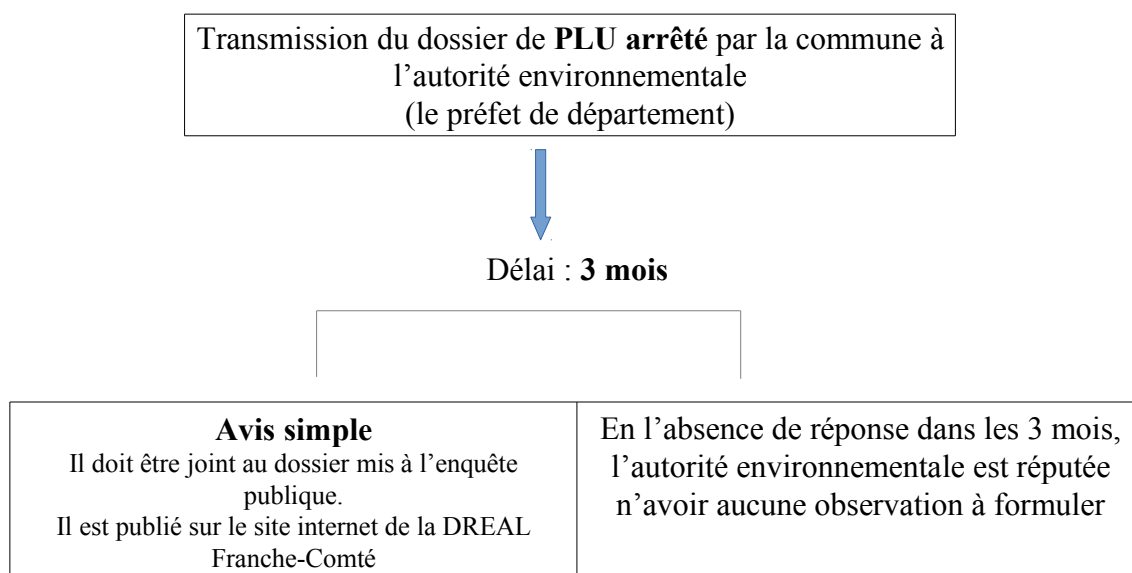 Transmission du dossier de PLU arrêté par la commune à
l’autorité environnementale
(le préfet de département)
Délai : 3 mois
Avis simple
Il doit être joint au dossier mis à l’enquête
publique.
Il est publié sur le site internet de la DREAL
Franche-Comté
En l’absence de réponse dans les 3 mois,
l’autorité environnementale est réputée
n’avoir aucune observation à formuler